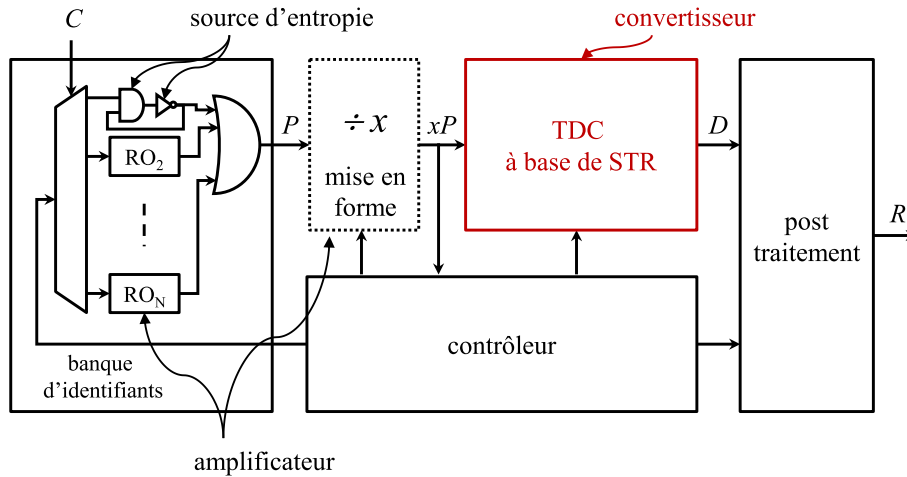 source d'entropie
convertisseur
C
P
÷ x
mise en
forme
xP
TDC
à base de STR
D
RO2
RON
post
traitement
R
contrôleur
banque
d'identifiants
amplificateur